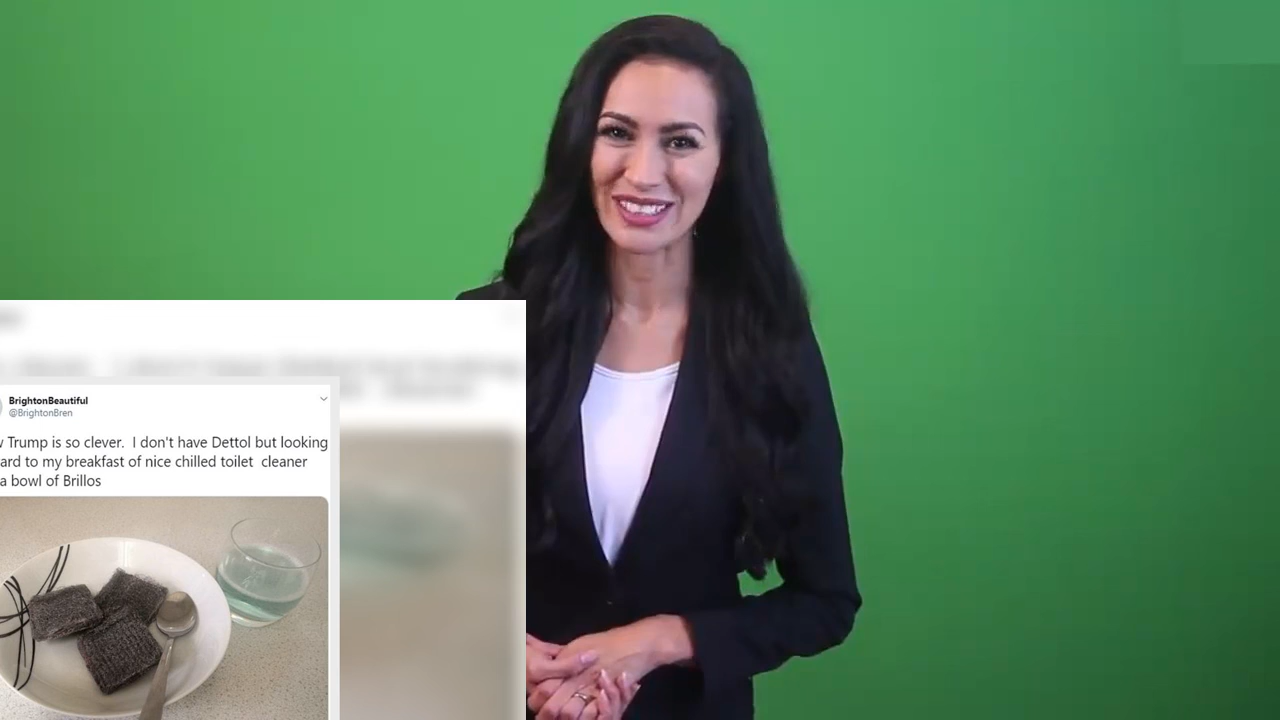 BrightonBeautiful
@BrightonBren
Trump is so clever. I don't have Dettol but looking
to my breakfast of nice chilled toilet cleaner
a bowl of Brillos